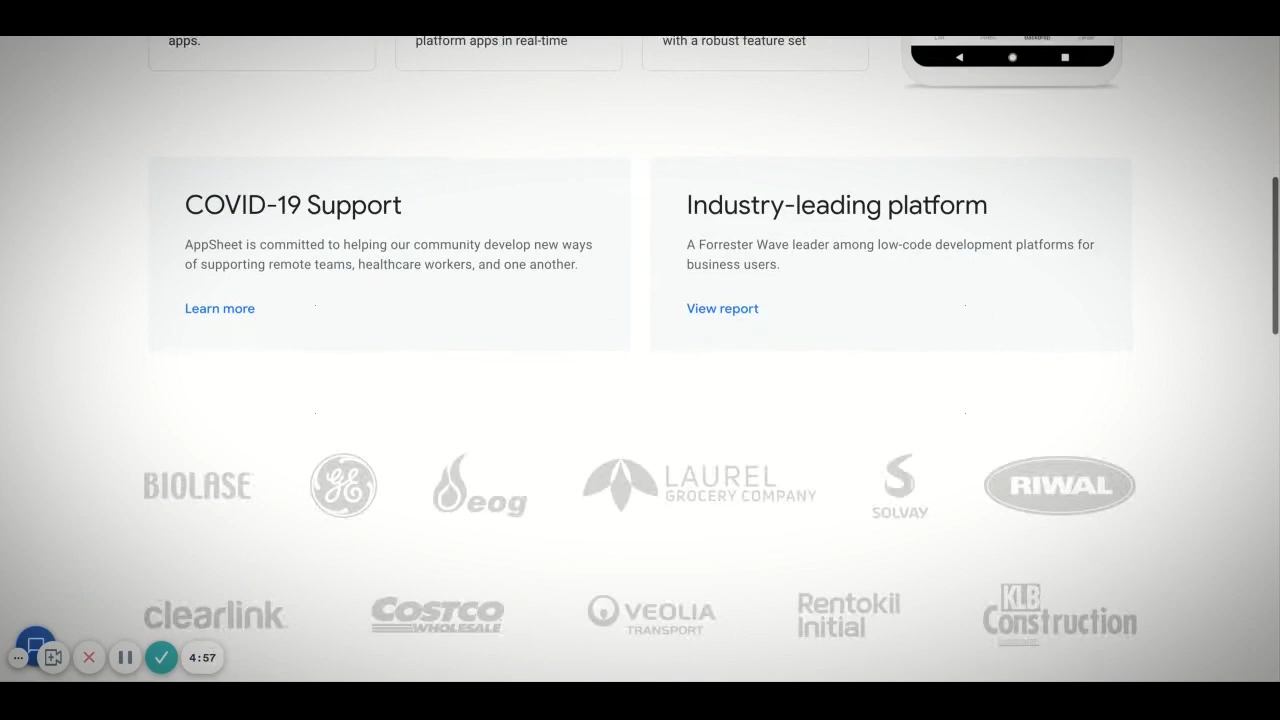 apps.
platform apps in real-time
with a robust feature set
COVID-19 Support
AppSheet is committed to helping our community develop new ways
of supporting remote teams, healthcare workers, and one another.
Learn more
Industry-leading platform
A Forrester Wave leader among low-code development platforms for
business users.
View report
BIOLASE
GE
eog
LAUREL
GROCERY COMPANY
SOLVAY
RIWAL
clearlink
COSTCO
WHOLESALE
VEOLIA
TRANSPORT
Rentokil
Initial
KLB
Construction
4:57